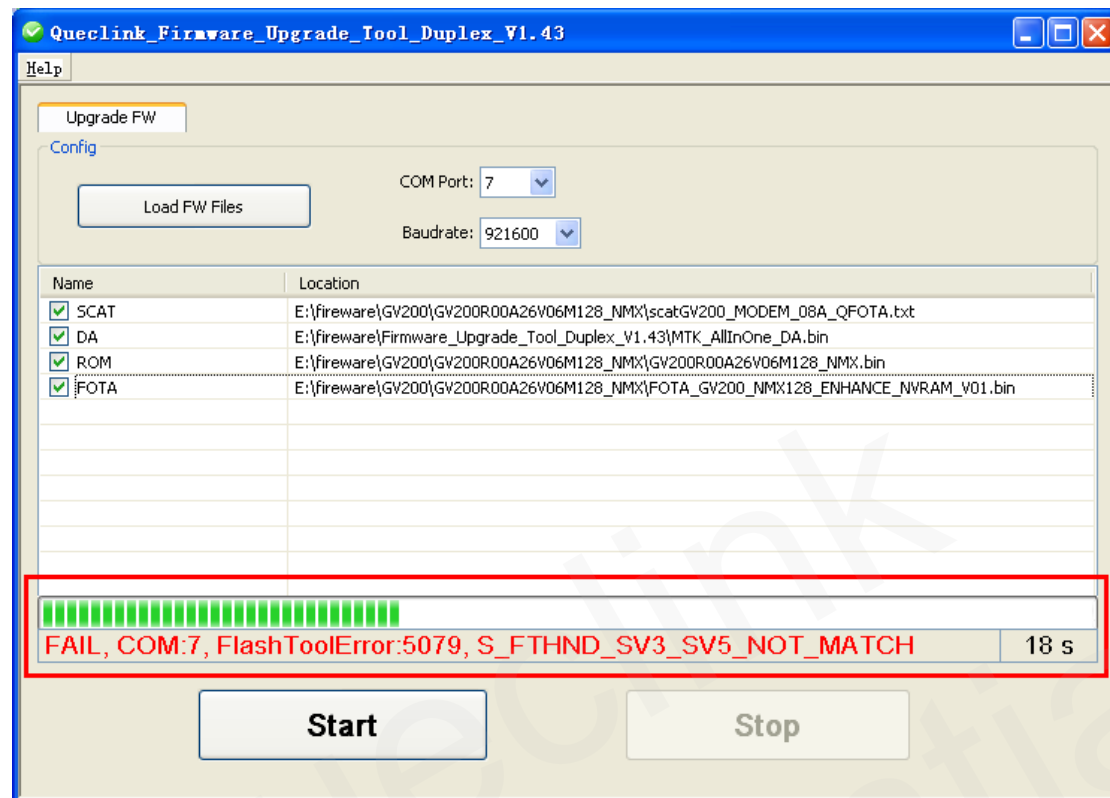 Queclink_Firmware_Upgrade_Tool_Duplex_V1.43
Help
Upgrade FW
Config
Load FW Files
COM Port: 7
Baudrate: 921600
Name Location
SCAT E:\fireware\GV200\GV200R00A26V06M128_NMX\scatGV200_MODEM_08A_QFOTA.txt
DA E:\fireware\Firmware_Upgrade_Tool_Duplex_V1.43\MTK_AllInOne_DA.bin
ROM E:\fireware\GV200\GV200R00A26V06M128_NMX\GV200R00A26V06M128_NMX.bin
FOTA E:\fireware\GV200\GV200R00A26V06M128_NMX\FOTA_GV200_NMX128_ENHANCE_NVRAM_V01.bin
FAIL, COM:7, FlashToolError:5079, S_FTHND_SV3_SV5_NOT_MATCH 18 s
Start Stop